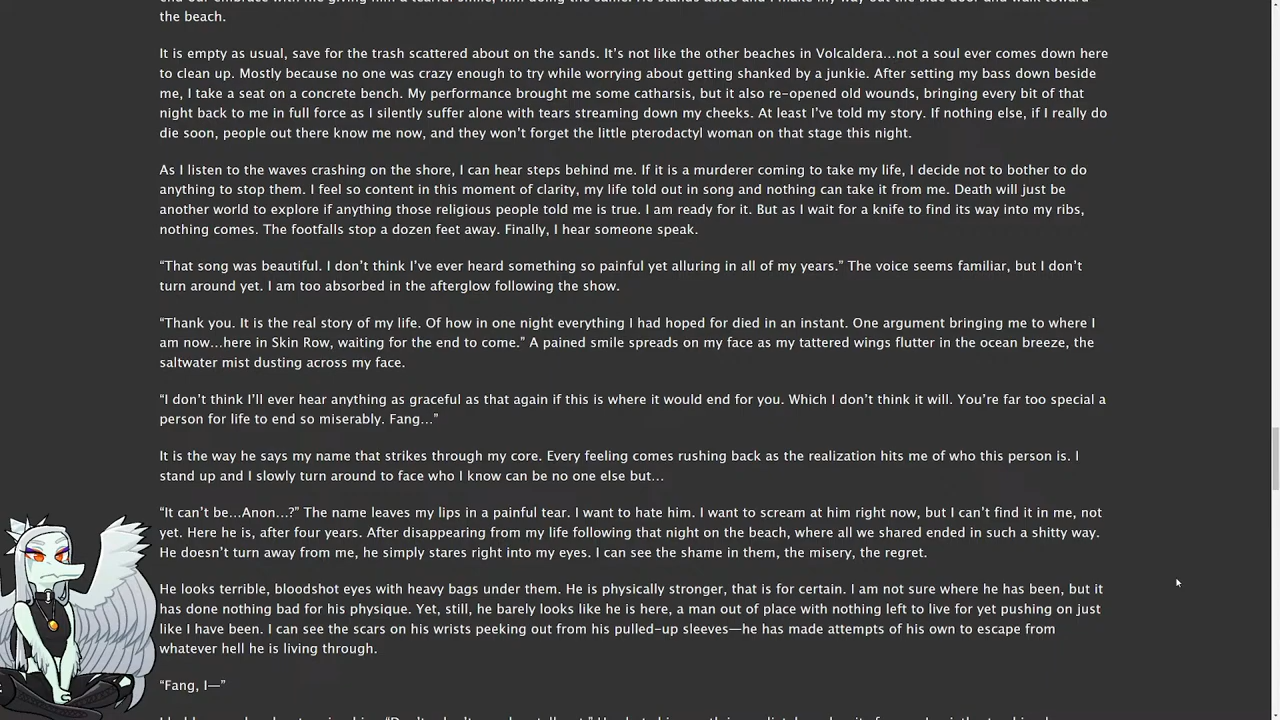 the beach.
It is empty as usual, save for the trash scattered about on the sands. It’s not like the other beaches in Volcaldera…not a soul ever comes down here
to clean up. Mostly because no one was crazy enough to try while worrying about getting shanked by a junkie. After setting my bass down beside
me, I take a seat on a concrete bench. My performance brought me some catharsis, but it also re-opened old wounds, bringing every bit of that
night back to me in full force as I silently suffer alone with tears streaming down my cheeks. At least I’ve told my story. If nothing else, if I really do
die soon, people out there know me now, and they won’t forget the little pterodactyl woman on that stage this night.
As I listen to the waves crashing on the shore, I can hear steps behind me. If it is a murderer coming to take my life, I decide not to bother to do
anything to stop them. I feel so content in this moment of clarity, my life told out in song and nothing can take it from me. Death will just be
another world to explore if anything those religious people told me is true. I am ready for it. But as I wait for a knife to find its way into my ribs,
nothing comes. The footfalls stop a dozen feet away. Finally, I hear someone speak.
“That song was beautiful. I don’t think I’ve ever heard something so painful yet alluring in all of my years.” The voice seems familiar, but I don’t
turn around yet. I am too absorbed in the afterglow following the show.
“Thank you. It is the real story of my life. Of how in one night everything I had hoped for died in an instant. One argument bringing me to where I
am now…here in Skin Row, waiting for the end to come.” A pained smile spreads on my face as my tattered wings flutter in the ocean breeze, the
saltwater mist dusting across my face.
“I don’t think I’ll ever hear anything as graceful as that again if this is where it would end for you. Which I don’t think it will. You’re far too special a
person for life to end so miserably. Fang…”
It is the way he says my name that strikes through my core. Every feeling comes rushing back as the realization hits me of who this person is. I
stand up and I slowly turn around to face who I know can be no one else but…
“It can’t be…Anon…?” The name leaves my lips in a painful tear. I want to hate him. I want to scream at him right now, but I can’t find it in me, not
yet. Here he is, after four years. After disappearing from my life following that night on the beach, where all we shared ended in such a shitty way.
He doesn’t turn away from me, he simply stares right into my eyes. I can see the shame in them, the misery, the regret.
He looks terrible, bloodshot eyes with heavy bags under them. He is physically stronger, that is for certain. I am not sure where he has been, but it
has done nothing bad for his physique. Yet, still, he barely looks like he is here, a man out of place with nothing left to live for yet pushing on just
like I have been. I can see the scars on his wrists peeking out from his pulled-up sleeves—he has made attempts of his own to escape from
whatever hell he is living through.
“Fang, I—”